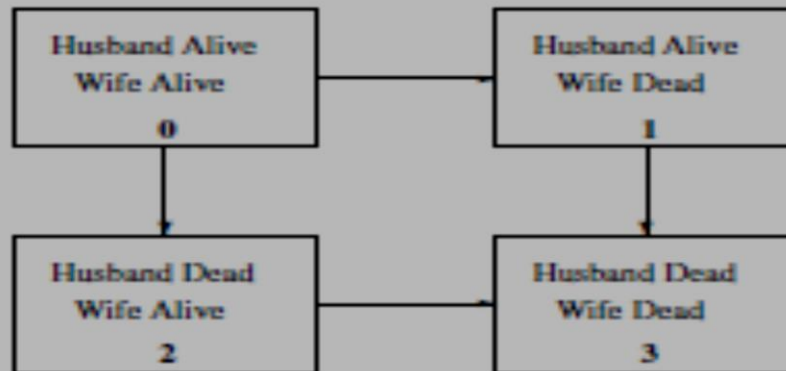 Husband Alive
Wife Alive
0
Husband Alive
Wife Dead
1
Husband Dead
Wife Alive
2
Husband Dead
Wife Dead
3